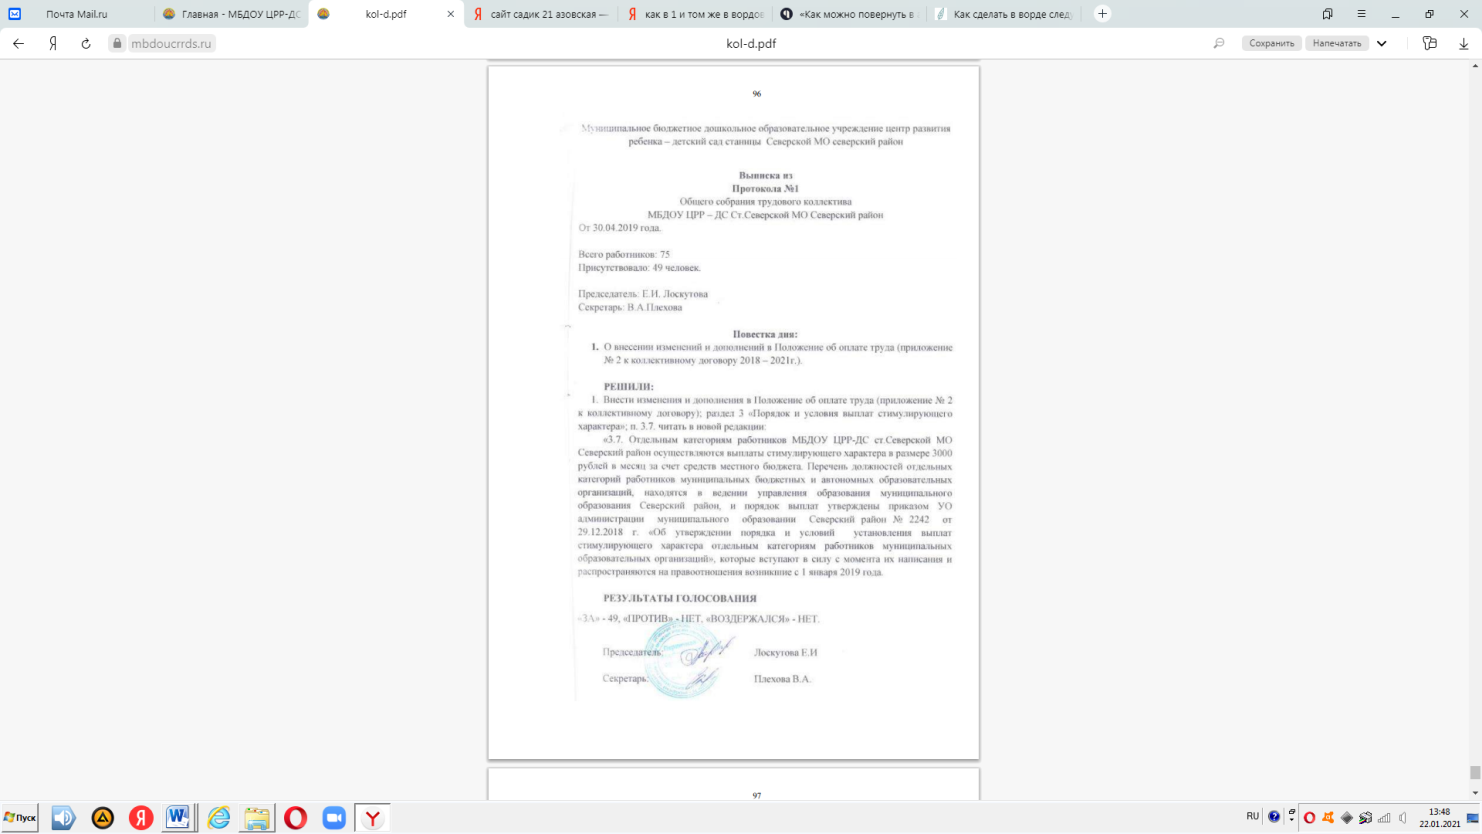 Почта Mail.ru
Главная - МБДОУ ЦРР-ДС
kol-d.pdf
сайт садик 21 азовская —
как в 1 и том же в вордов
«Как можно повернуть в
Как сделать в ворде след
mbdoucrrds.ru
kol-d.pdf
Сохранить
Напечатать
96
Муниципальное бюджетное дошкольное образовательное учреждение центр развития
ребенка – детский сад станицы Северской МО северский район
Выписка из
Протокола №1
Общего собрания трудового коллектива
МБДОУ ЦРР – ДС Ст.Северской МО Северский район
От 30.04.2019 года.
Всего работников: 75
Присутствовало: 49 человек.
Председатель: Е.И. Лоскутова
Секретарь: В.А.Плехова
Повестка дня:
1. О внесении изменений и дополнений в Положение об оплате труда (приложение
№ 2 к коллективному договору 2018 – 2021г.).
РЕШИЛИ:
1. Внести изменения и дополнения в Положение об оплате труда (приложение № 2
к коллективному договору); раздел 3 «Порядок и условия выплат стимулирующего
характера»; п. 3.7. читать в новой редакции:
«3.7. Отдельным категориям работников МБДОУ ЦРР-ДС ст.Северской МО
Северский район осуществляются выплаты стимулирующего характера в размере 3000
рублей в месяц за счет средств местного бюджета. Перечень должностей отдельных
категорий работников муниципальных бюджетных и автономных образовательных
организаций, находятся в ведении управления образования муниципального
образования Северский район, и порядок выплат утверждены приказом УО
администрации муниципального образовании Северский район № 2242 от
29.12.2018 г. «Об утверждении порядка и условий установления выплат
стимулирующего характера отдельным категориям работников муниципальных
образовательных организаций», которые вступают в силу с момента их написания и
распространяются на правоотношения возникшие с 1 января 2019 года.
РЕЗУЛЬТАТЫ ГОЛОСОВАНИЯ
«ЗА» - 49, «ПРОТИВ» - НЕТ, «ВОЗДЕРЖАЛСЯ» - НЕТ.
Председатель: Лоскутова Е.И
Секретарь: Плехова В.А.
97
Пуск
RU
13:48
22.01.2021